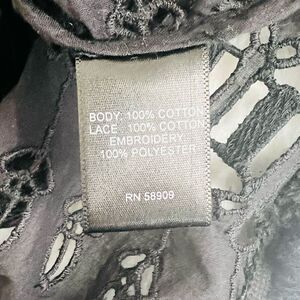 BODY: 100% COTTON
LACE : 100% COTTON
EMBROIDERY
100% POLYESTER
RN 58909